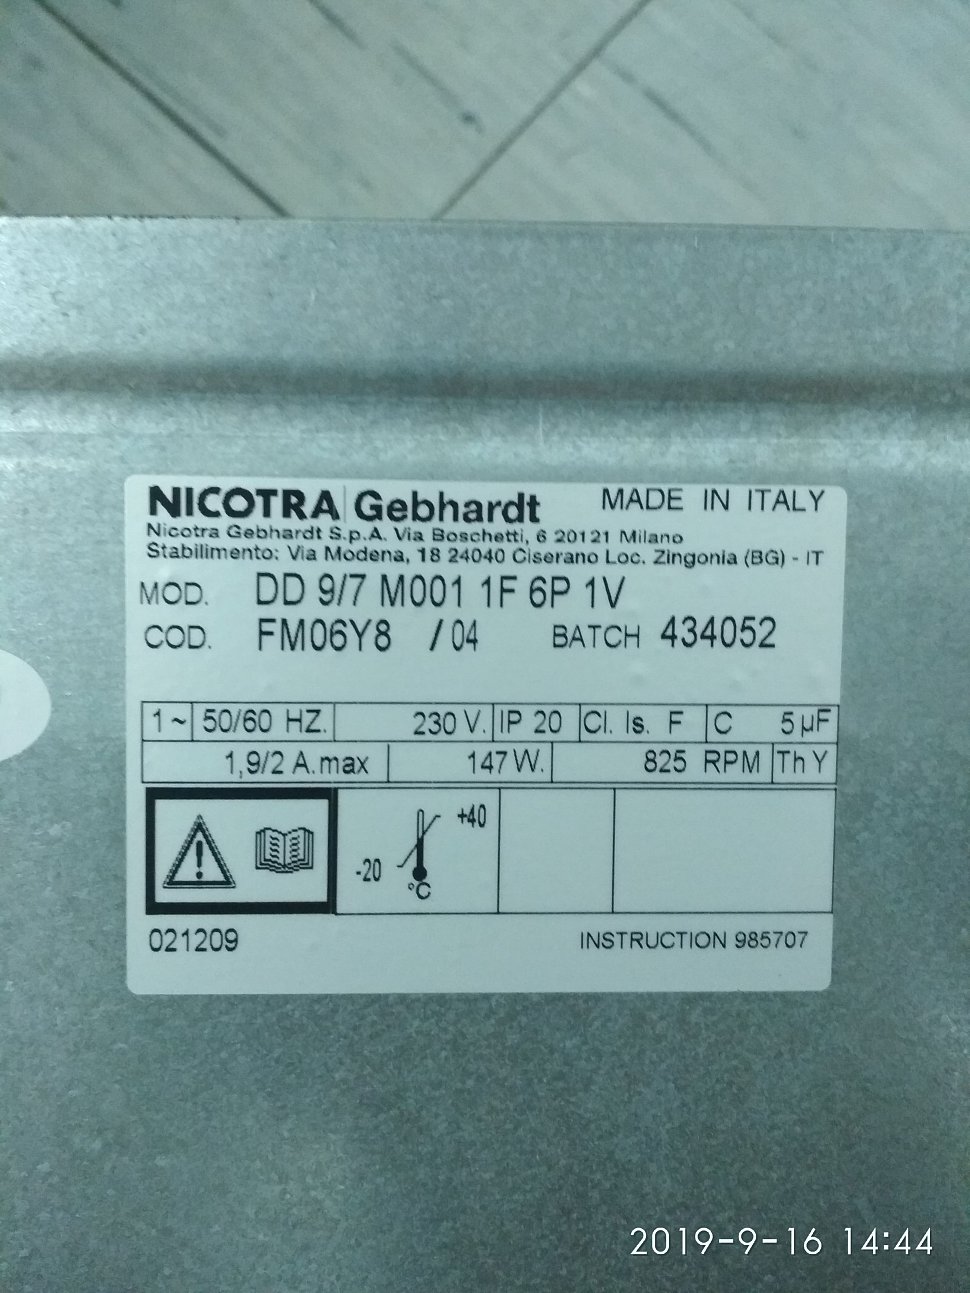 NICOTRA Gebhardt MADE IN ITALY
Nicotra Gebhardt S.p.A. Via Boschetti, 6 20121 Milano
Stabilimento: Via Modena, 18 24040 Ciserano Loc. Zingonia (BG) - IT
MOD. DD 9/7 M001 1F 6P 1V
COD. FM06Y8 / 04 BATCH 434052
1~ 50/60 HZ. 230 V. IP 20 Cl. Is. F C 5 µF
1,9/2 A.max 147 W. 825 RPM Th Y
+40
-20
°C
021209 INSTRUCTION 985707
2019-9-16 14:44